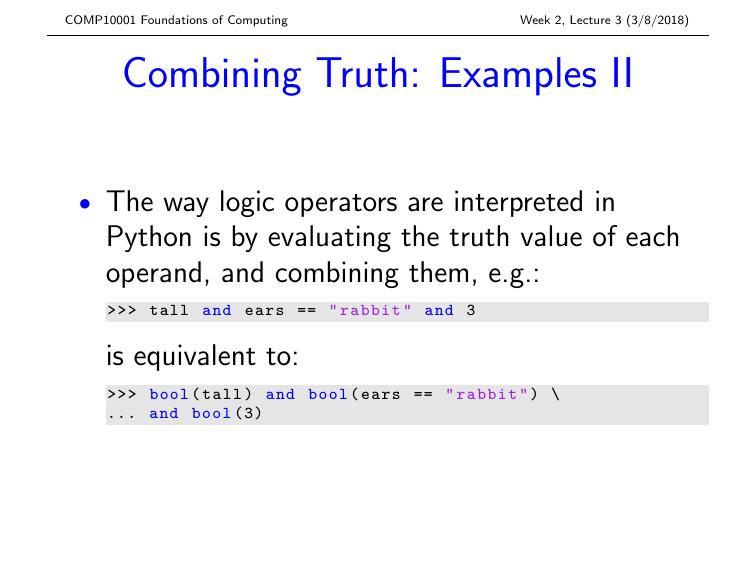 COMP10001 Foundations of Computing
Week 2, Lecture 3 (3/8/2018)
Combining Truth: Examples II
• The way logic operators are interpreted in
Python is by evaluating the truth value of each
operand, and combining them, e.g.:
>>> tall and ears == "rabbit" and 3
is equivalent to:
>>> bool(tall) and bool(ears == "rabbit") \
... and bool(3)